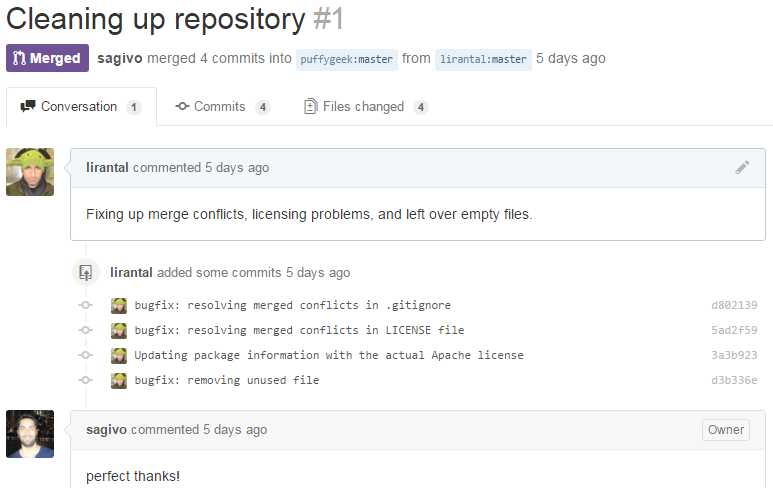 Cleaning up repository #1
Merged sagivo merged 4 commits into puffygeek:master from lirantal:master 5 days ago
Conversation 1 Commits 4 Files changed 4
lirantal commented 5 days ago
Fixing up merge conflicts, licensing problems, and left over empty files.
lirantal added some commits 5 days ago
bugfix: resolving merged conflicts in .gitignore d802139
bugfix: resolving merged conflicts in LICENSE file 5ad2f59
Updating package information with the actual Apache license 3a3b923
bugfix: removing unused file d3b336e
sagivo commented 5 days ago Owner
perfect thanks!